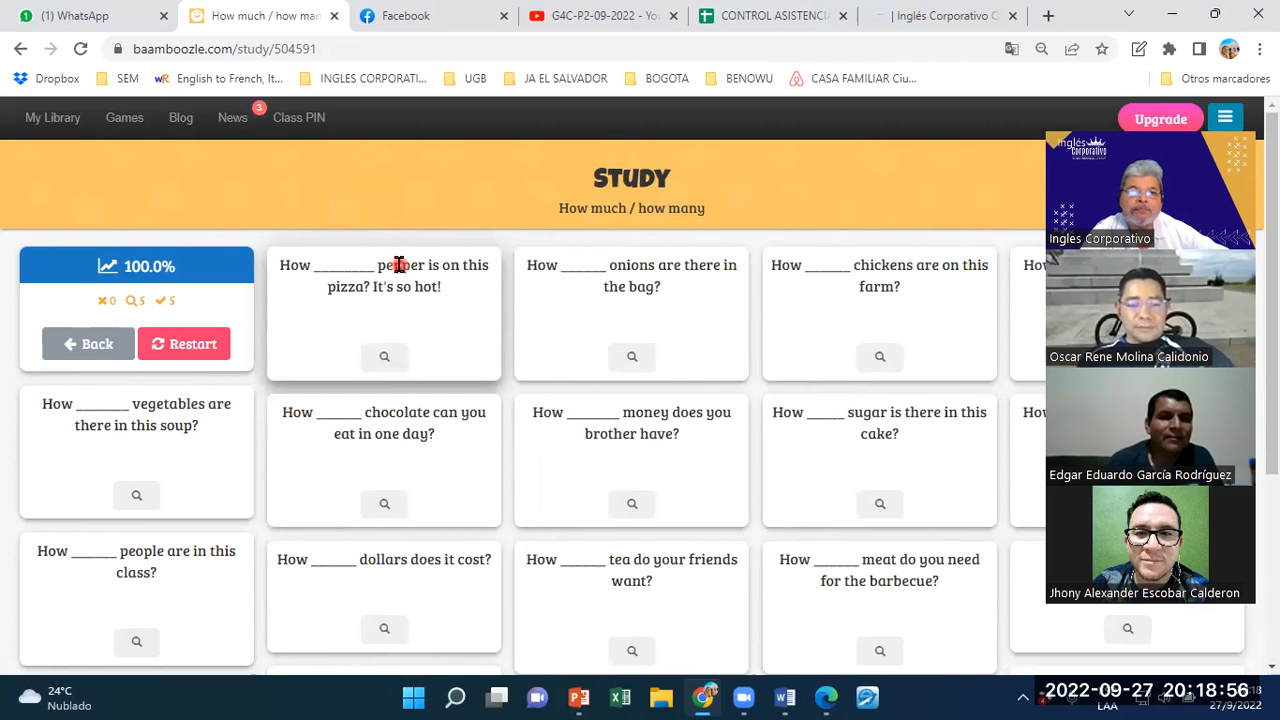 (1) WhatsApp
How much / how man
Facebook
G4C-P2-09-2022 - Yo
CONTROL ASISTENCIA
Inglés Corporativo C
baamboozle.com/study/504591
Dropbox
SEM
English to French, It...
INGLES CORPORATI...
UGB
JA EL SALVADOR
BOGOTA
BENOWU
CASA FAMILIAR Ciu...
Otros marcadores
My Library
Games
Blog
News
3
Class PIN
Upgrade
STUDY
How much / how many
100.0%
0
5
5
Back
Restart
How ________ pepper is on this
pizza? It's so hot!
How ______ onions are there in
the bag?
How ______ chickens are on this
farm?
How _______ vegetables are
there in this soup?
How ______ chocolate can you
eat in one day?
How _______ money does you
brother have?
How _____ sugar is there in this
cake?
How ______ people are in this
class?
How ______ dollars does it cost?
How ______ tea do your friends
want?
How ______ meat do you need
for the barbecue?
Inglés
Corporativo
Ingles Corporativo
Oscar Rene Molina Calidonio
Edgar Eduardo García Rodríguez
Jhony Alexander Escobar Calderon
24°C
Nublado
LAA
2022-09-27 20:18:56
27/9/2022